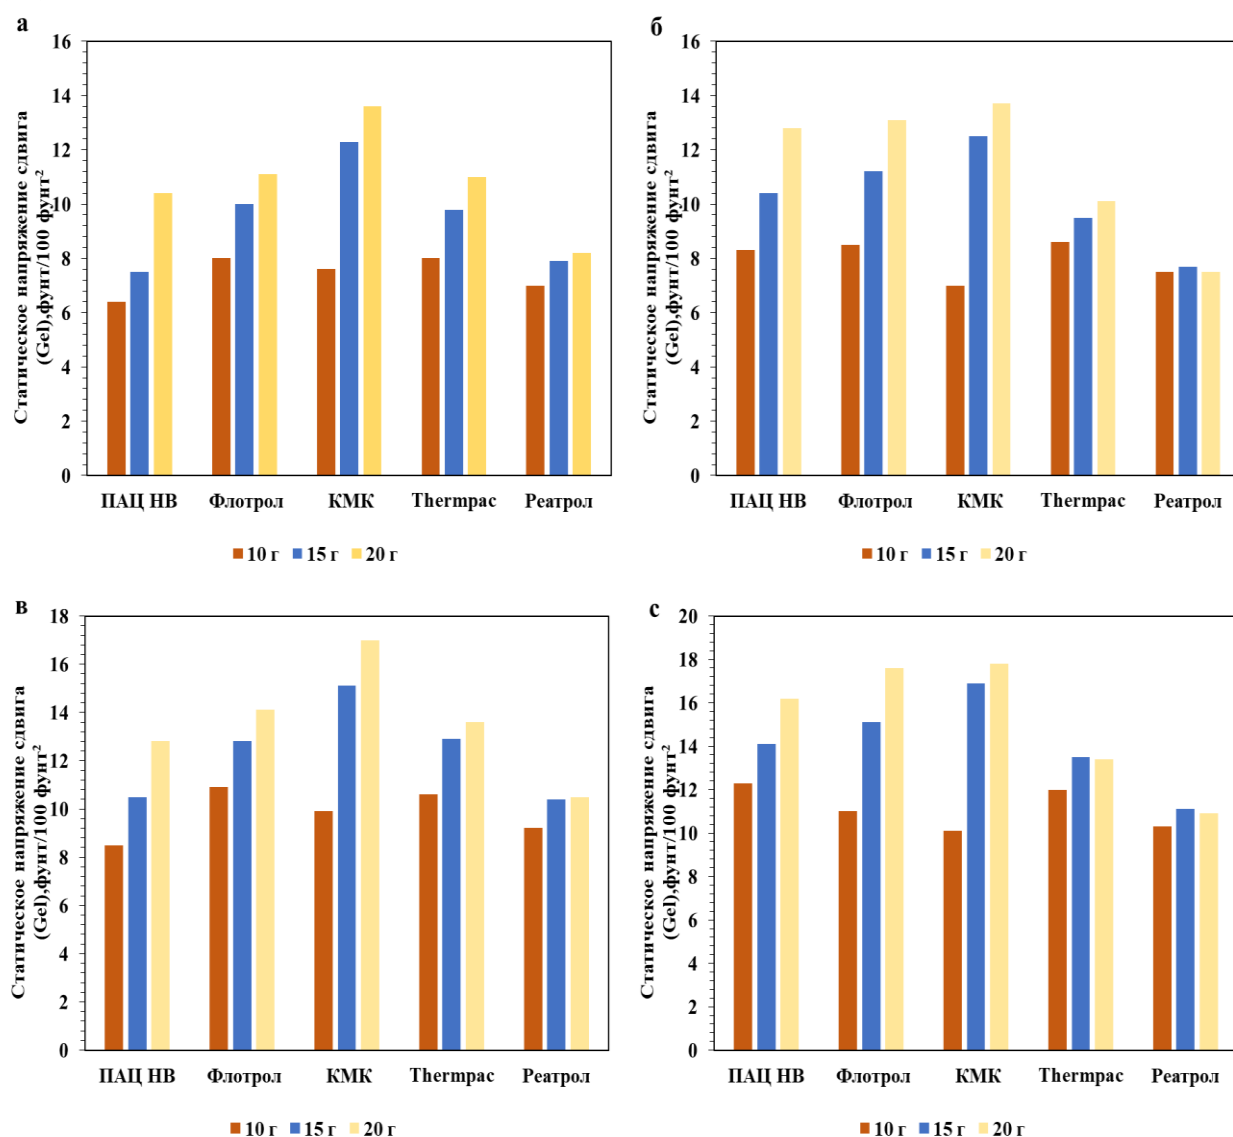 а
Статическое напряжение сдвига
(Gel),фунт/100 фунт²
16
14
12
10
8
6
4
2
0
ПАЦ НВ Флотрол КМК Thermpac Реатрол
10 г 15 г 20 г
б
Статическое напряжение сдвига
(Gel),фунт/100 фунт²
16
14
12
10
8
6
4
2
0
ПАЦ НВ Флотрол КМК Thermpac Реатрол
10 г 15 г 20 г
в
Статическое напряжение сдвига
(Gel),фунт/100 фунт²
18
16
14
12
10
8
6
4
2
0
ПАЦ НВ Флотрол КМК Thermpac Реатрол
10 г 15 г 20 г
с
Статическое напряжение сдвига
(Gel),фунт/100 фунт²
20
18
16
14
12
10
8
6
4
2
0
ПАЦ НВ Флотрол КМК Thermpac Реатрол
10 г 15 г 20 г